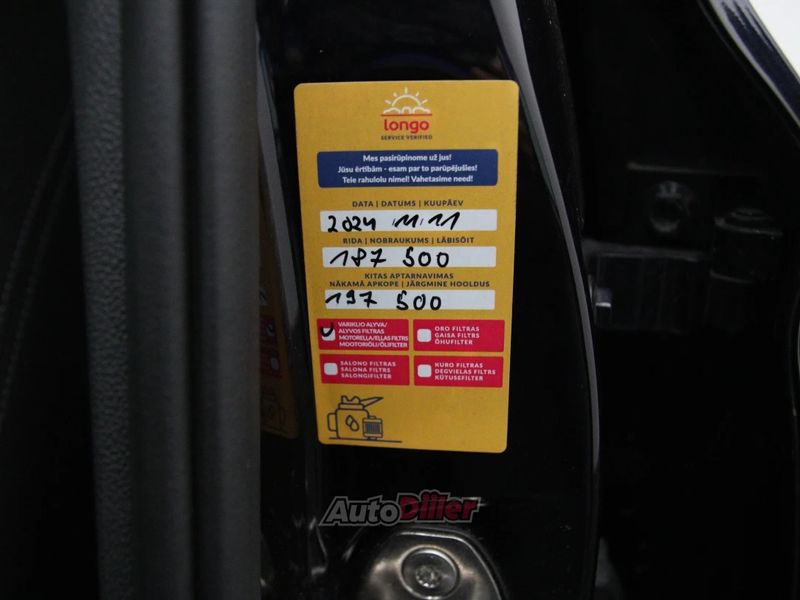 longo
SERVICE VERIFIED
Mes pasirūpinome už jus!
Jūsu ērtībām - esam par to parūpējušies!
Teie rahulolu nimel! Vahetasime need!
DATA | DATUMS | KUUPÄEV
2024 11.11
RIDA | NOBRAUKUMS | LÄBISÕIT
187 500
KITAS APTARNAVIMAS
NĀKAMĀ APKOPE | JÄRGMINE HOOLDUS
197 500
VARIKLIO ALYVA/
ALYVOS FILTRAS
MOTOREĻĻA/EĻĻAS FILTRS
MOOTORIÕLI/ÕLIFILTER
ORO FILTRAS
GAISA FILTRS
ÕHUFILTER
SALONO FILTRAS
SALONA FILTRS
SALONGIFILTER
KURO FILTRAS
DEGVIELAS FILTRS
KÜTUSEFILTER
AutoDiller